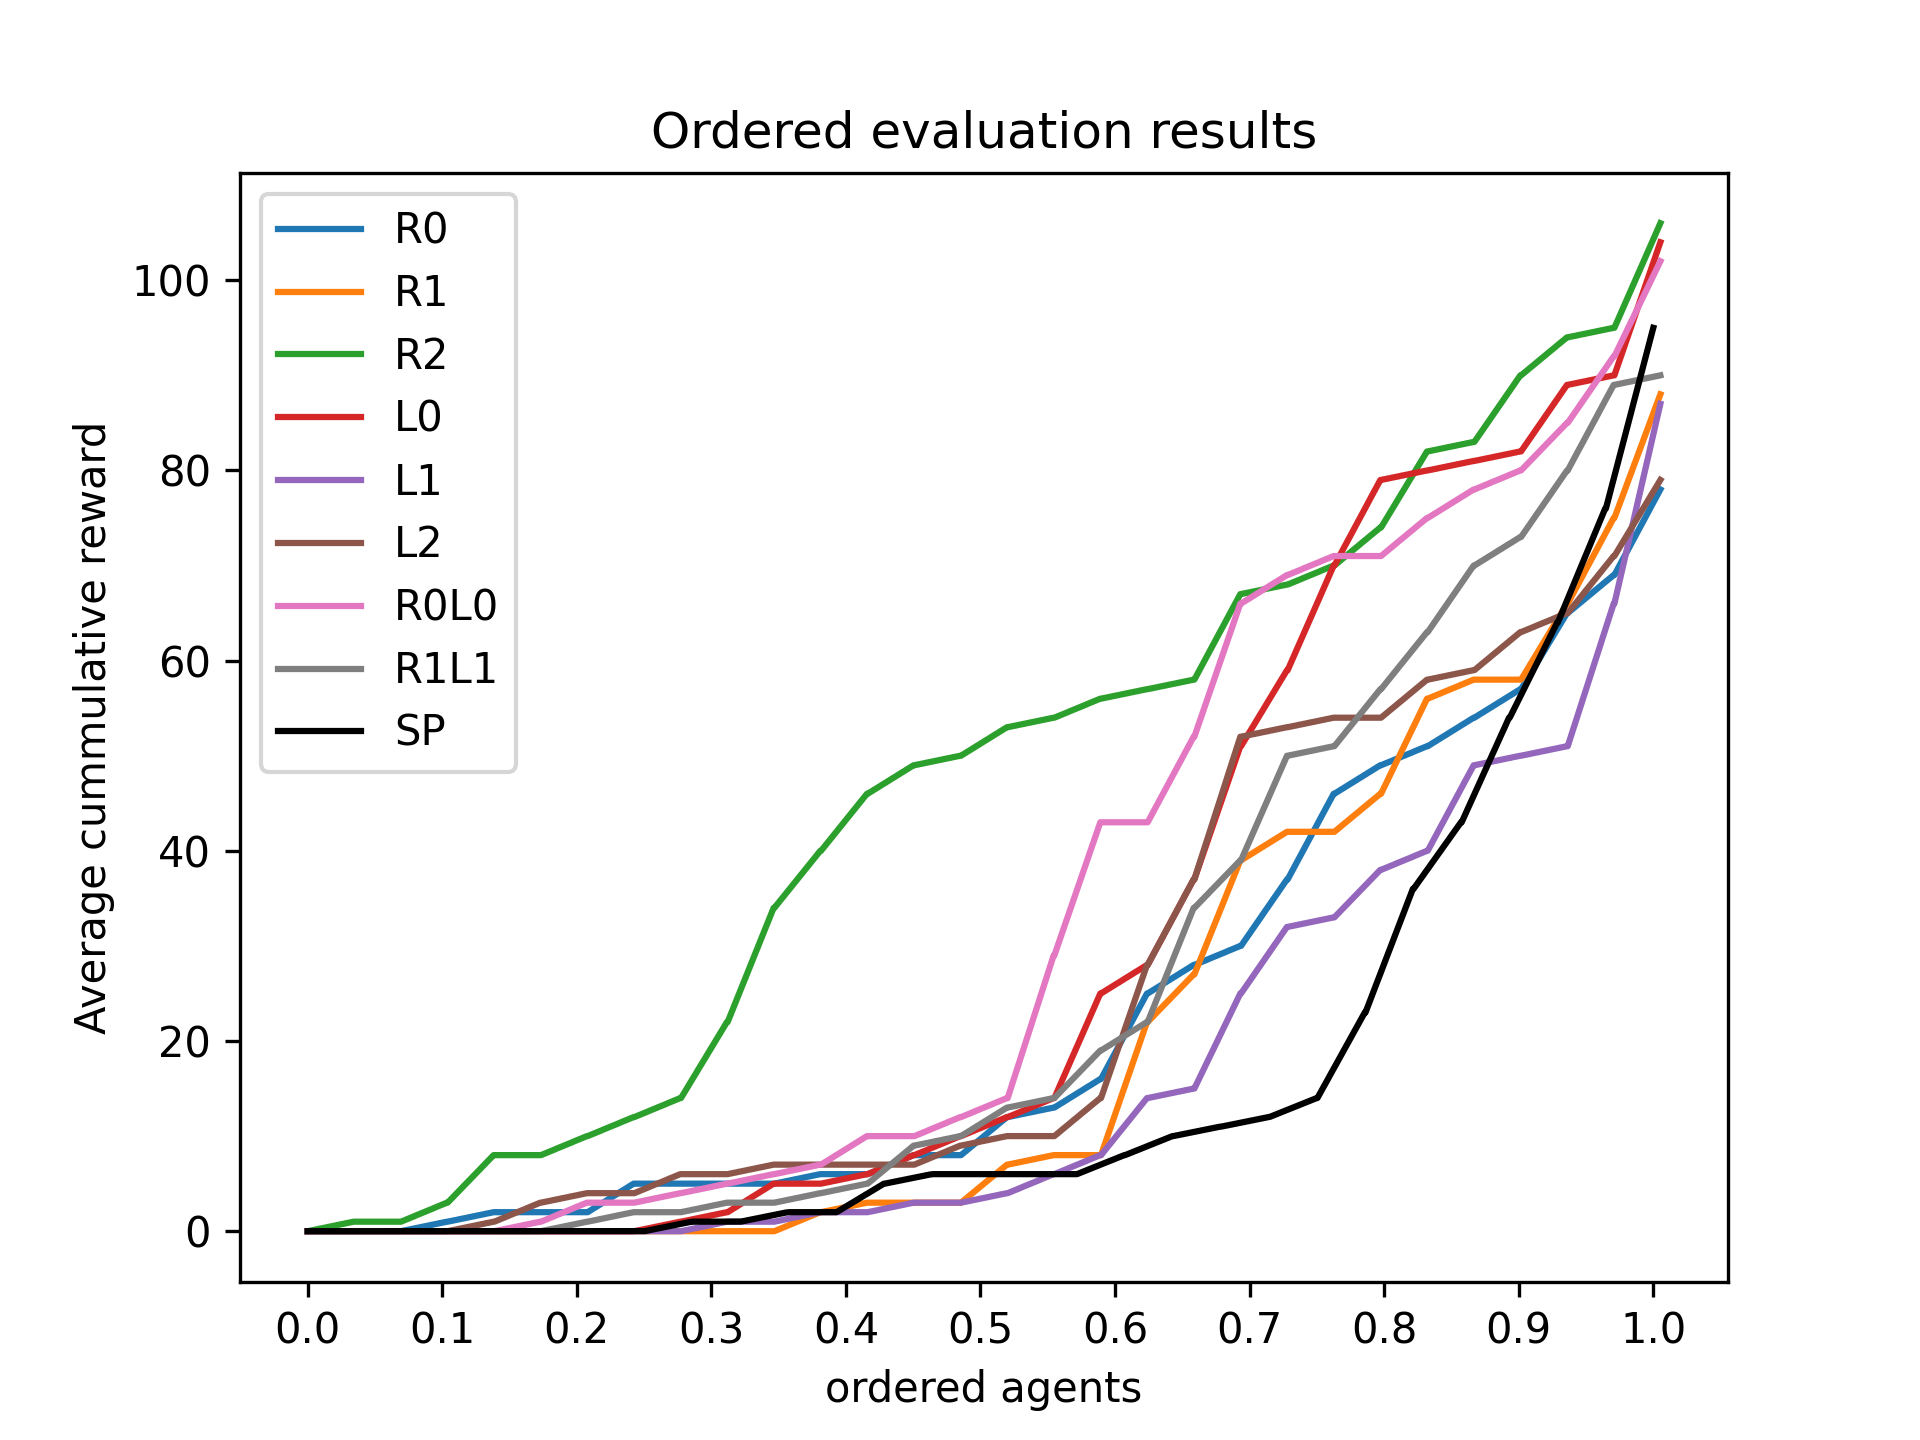 Ordered evaluation results
R0
R1
R2
L0
L1
L2
R0L0
R1L1
SP
Average cummulative reward
100
80
60
40
20
0
0.0 0.1 0.2 0.3 0.4 0.5 0.6 0.7 0.8 0.9 1.0
ordered agents